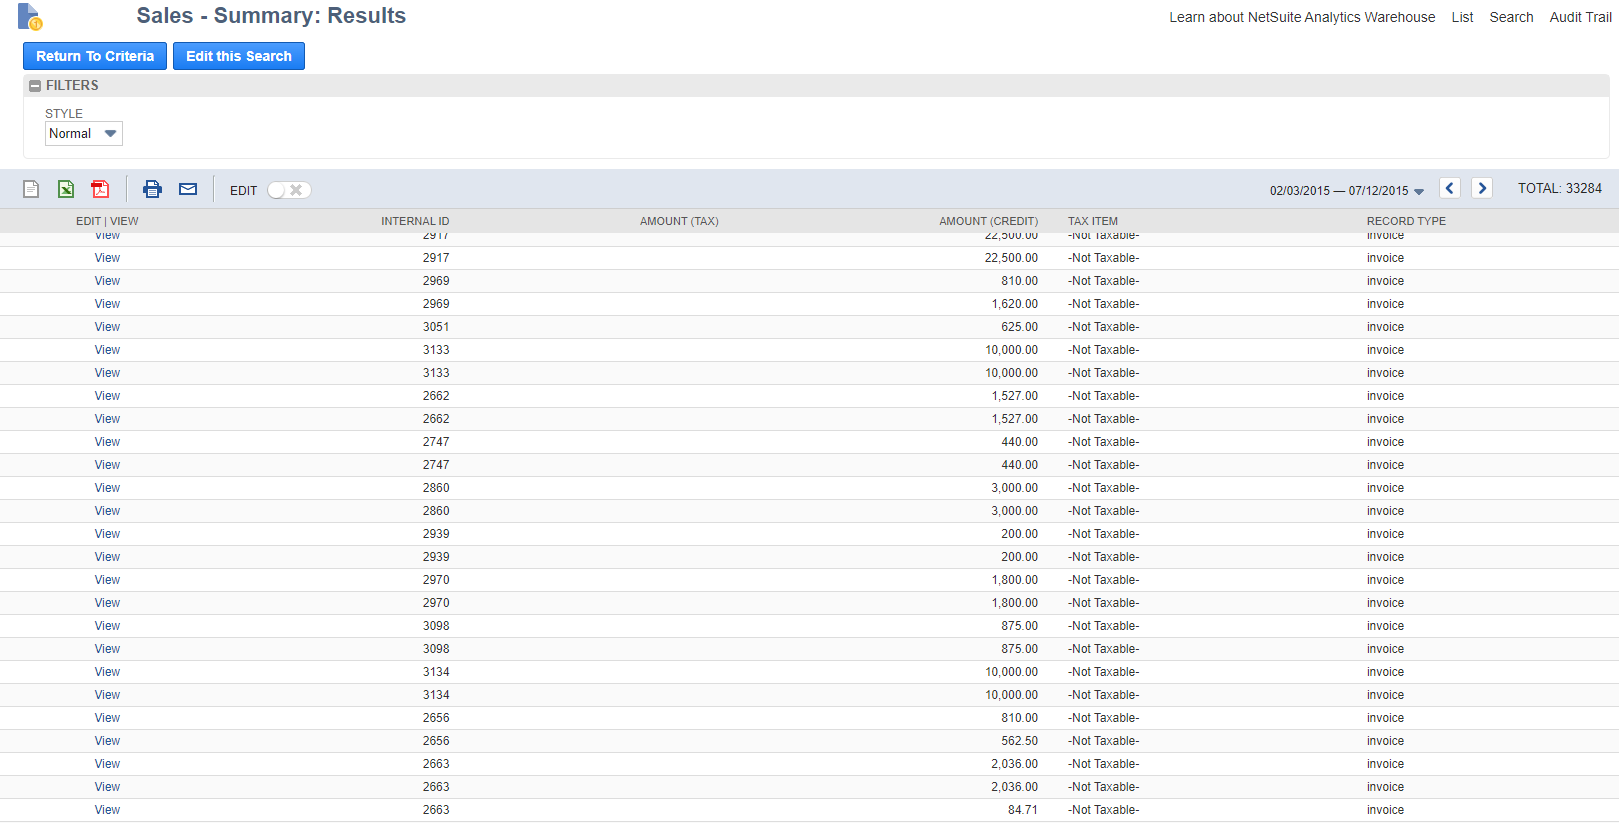 Sales - Summary: Results
Learn about NetSuite Analytics Warehouse List Search Audit Trail
Return To Criteria Edit this Search
FILTERS
STYLE
Normal
EDIT 02/03/2015 — 07/12/2015 TOTAL: 33284
EDIT | VIEW INTERNAL ID AMOUNT (TAX) AMOUNT (CREDIT) TAX ITEM RECORD TYPE
View 2917 22,500.00 -Not Taxable- invoice
View 2917 22,500.00 -Not Taxable- invoice
View 2969 810.00 -Not Taxable- invoice
View 2969 1,620.00 -Not Taxable- invoice
View 3051 625.00 -Not Taxable- invoice
View 3133 10,000.00 -Not Taxable- invoice
View 3133 10,000.00 -Not Taxable- invoice
View 2662 1,527.00 -Not Taxable- invoice
View 2662 1,527.00 -Not Taxable- invoice
View 2747 440.00 -Not Taxable- invoice
View 2747 440.00 -Not Taxable- invoice
View 2860 3,000.00 -Not Taxable- invoice
View 2860 3,000.00 -Not Taxable- invoice
View 2939 200.00 -Not Taxable- invoice
View 2939 200.00 -Not Taxable- invoice
View 2970 1,800.00 -Not Taxable- invoice
View 2970 1,800.00 -Not Taxable- invoice
View 3098 875.00 -Not Taxable- invoice
View 3098 875.00 -Not Taxable- invoice
View 3134 10,000.00 -Not Taxable- invoice
View 3134 10,000.00 -Not Taxable- invoice
View 2656 810.00 -Not Taxable- invoice
View 2656 562.50 -Not Taxable- invoice
View 2663 2,036.00 -Not Taxable- invoice
View 2663 2,036.00 -Not Taxable- invoice
View 2663 84.71 -Not Taxable- invoice